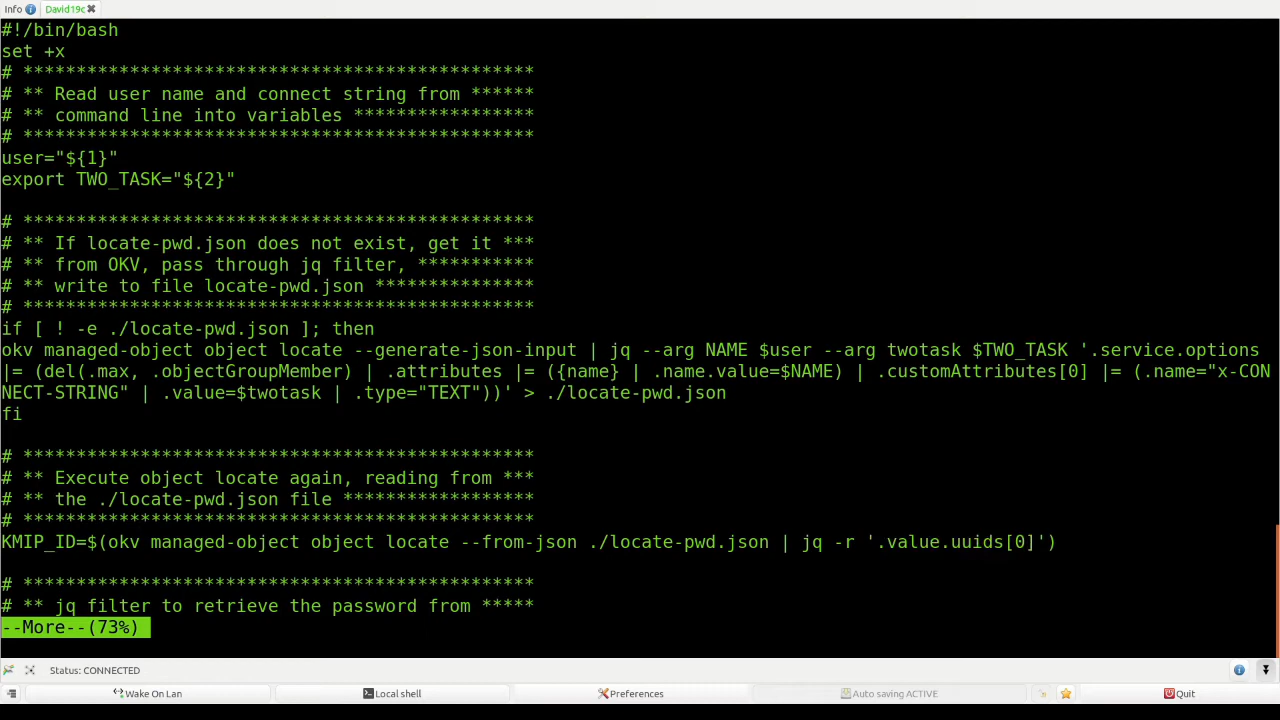 Info David19c
#!/bin/bash
set +x
# ************************************************
# ** Read user name and connect string from ******
# ** command line into variables *****************
# ************************************************
user="${1}"
export TWO_TASK="${2}"
# ************************************************
# ** If locate-pwd.json does not exist, get it ***
# ** from OKV, pass through jq filter, ***********
# ** write to file locate-pwd.json ***************
# ************************************************
if [ ! -e ./locate-pwd.json ]; then
okv managed-object object locate --generate-json-input | jq --arg NAME $user --arg twotask $TWO_TASK '.service.options
|= (del(.max, .objectGroupMember) | .attributes |= ({name} | .name.value=$NAME) | .customAttributes[0] |= (.name="x-CON
NECT-STRING" | .value=$twotask | .type="TEXT"))' > ./locate-pwd.json
fi
# ************************************************
# ** Execute object locate again, reading from ***
# ** the ./locate-pwd.json file ******************
# ************************************************
KMIP_ID=$(okv managed-object object locate --from-json ./locate-pwd.json | jq -r '.value.uuids[0]')
# ************************************************
# ** jq filter to retrieve the password from *****
--More--(73%)
Status: CONNECTED
Wake On Lan Local shell Preferences Auto saving ACTIVE Quit